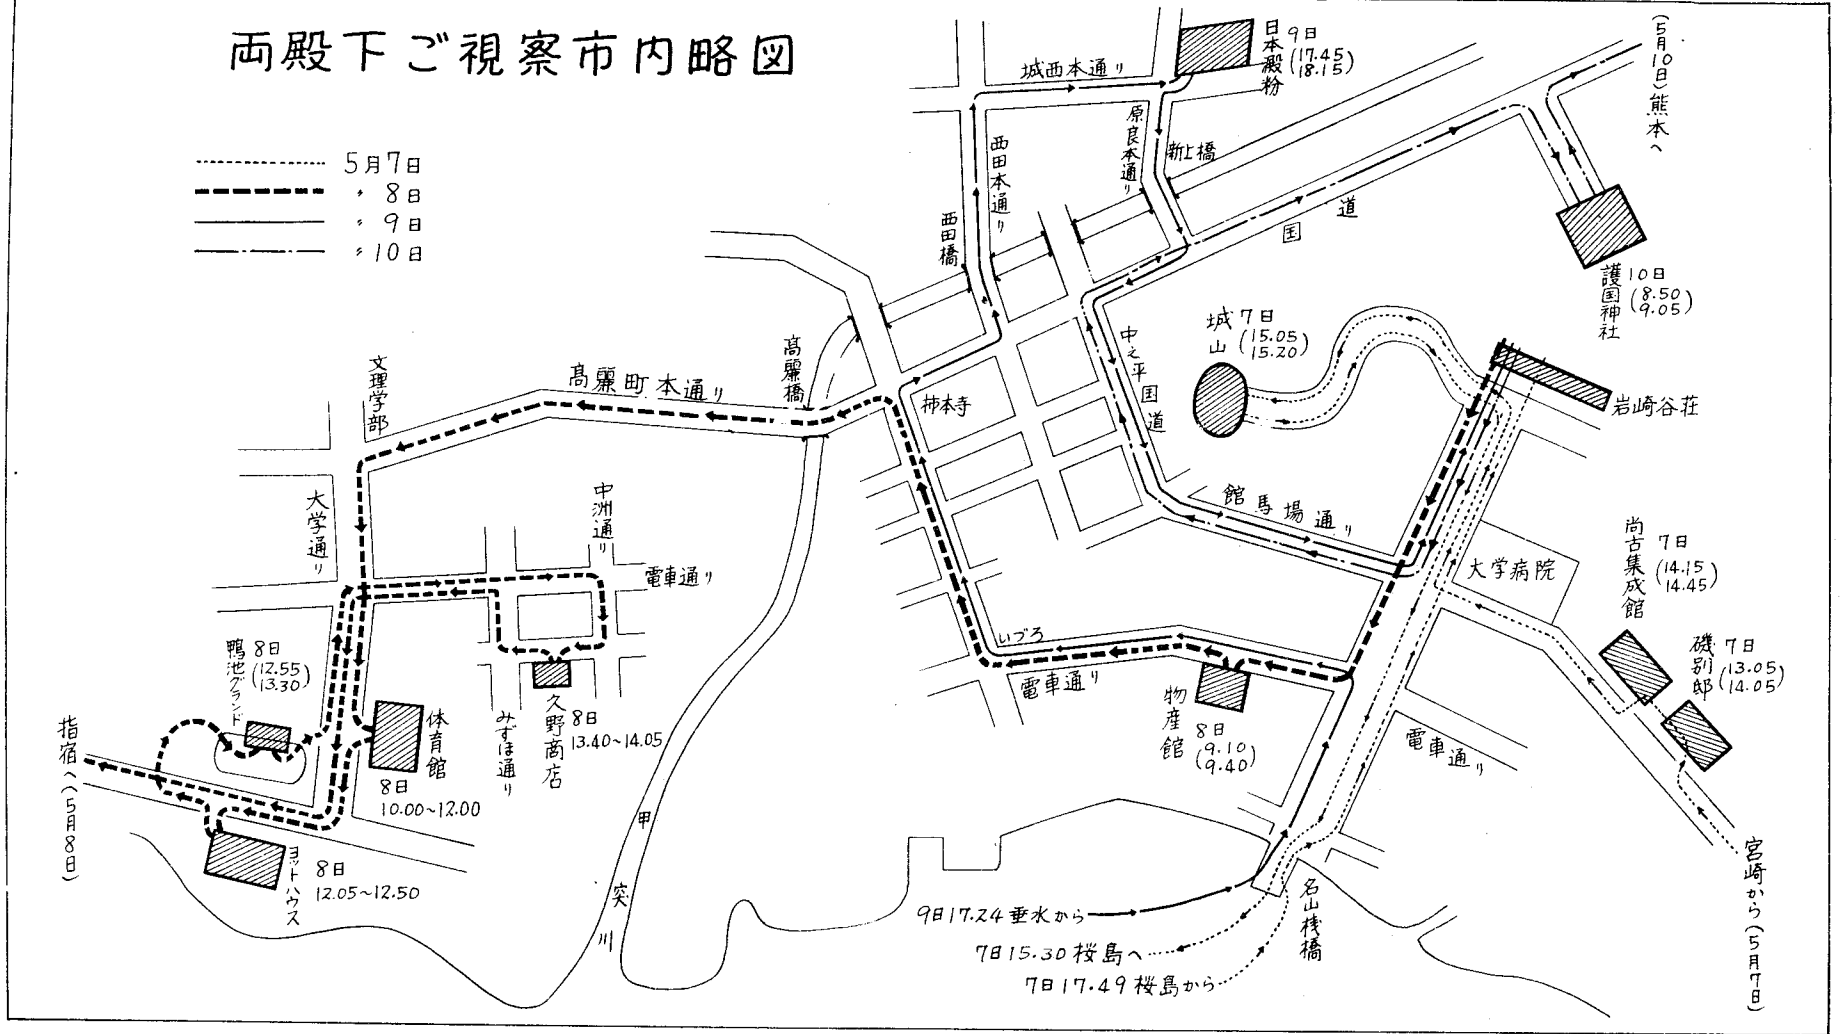 両殿下ご視察市内略図
5月7日
〃 8日
〃 9日
〃 10日
城西本通り
日本澱粉
9日
(17.45
18.15)
(5月10日)熊本へ
原良本通り
新上橋
西田本通り
西田橋
国道
護国神社
10日
(8.50
9.05)
城山
7日
(15.05
15.20)
中之平国道
高麗橋
高麗町本通り
文理学部
柿本寺
岩崎谷荘
館馬場通り
大学通り
中洲通り
電車通り
大学病院
尚古集成館
7日
(14.15
14.45)
磯別邸
7日
(13.05
14.05)
いづろ
電車通り
物産館
8日
(9.10
9.40)
電車通り
鴨池グランド
8日
(12.55
13.30)
体育館
8日
10.00~12.00
みずほ通り
久野商店
8日
13.40~14.05
指宿へ(5月8日)
ヨットハウス
8日
12.05~12.50
甲突川
名山桟橋
宮崎から(5月7日)
9日17.24垂水から
7日15.30桜島へ
7日17.49桜島から